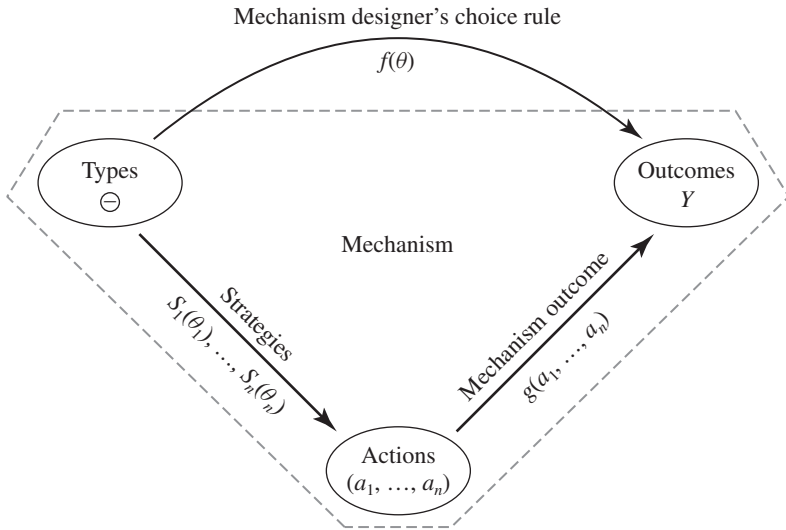 Mechanism designer's choice rule
f(θ)
Types
Θ
Outcomes
Y
Mechanism
Strategies
S₁(θ₁), …, Sₙ(θₙ)
Mechanism outcome
g(a₁, …, aₙ)
Actions
(a₁, …, aₙ)